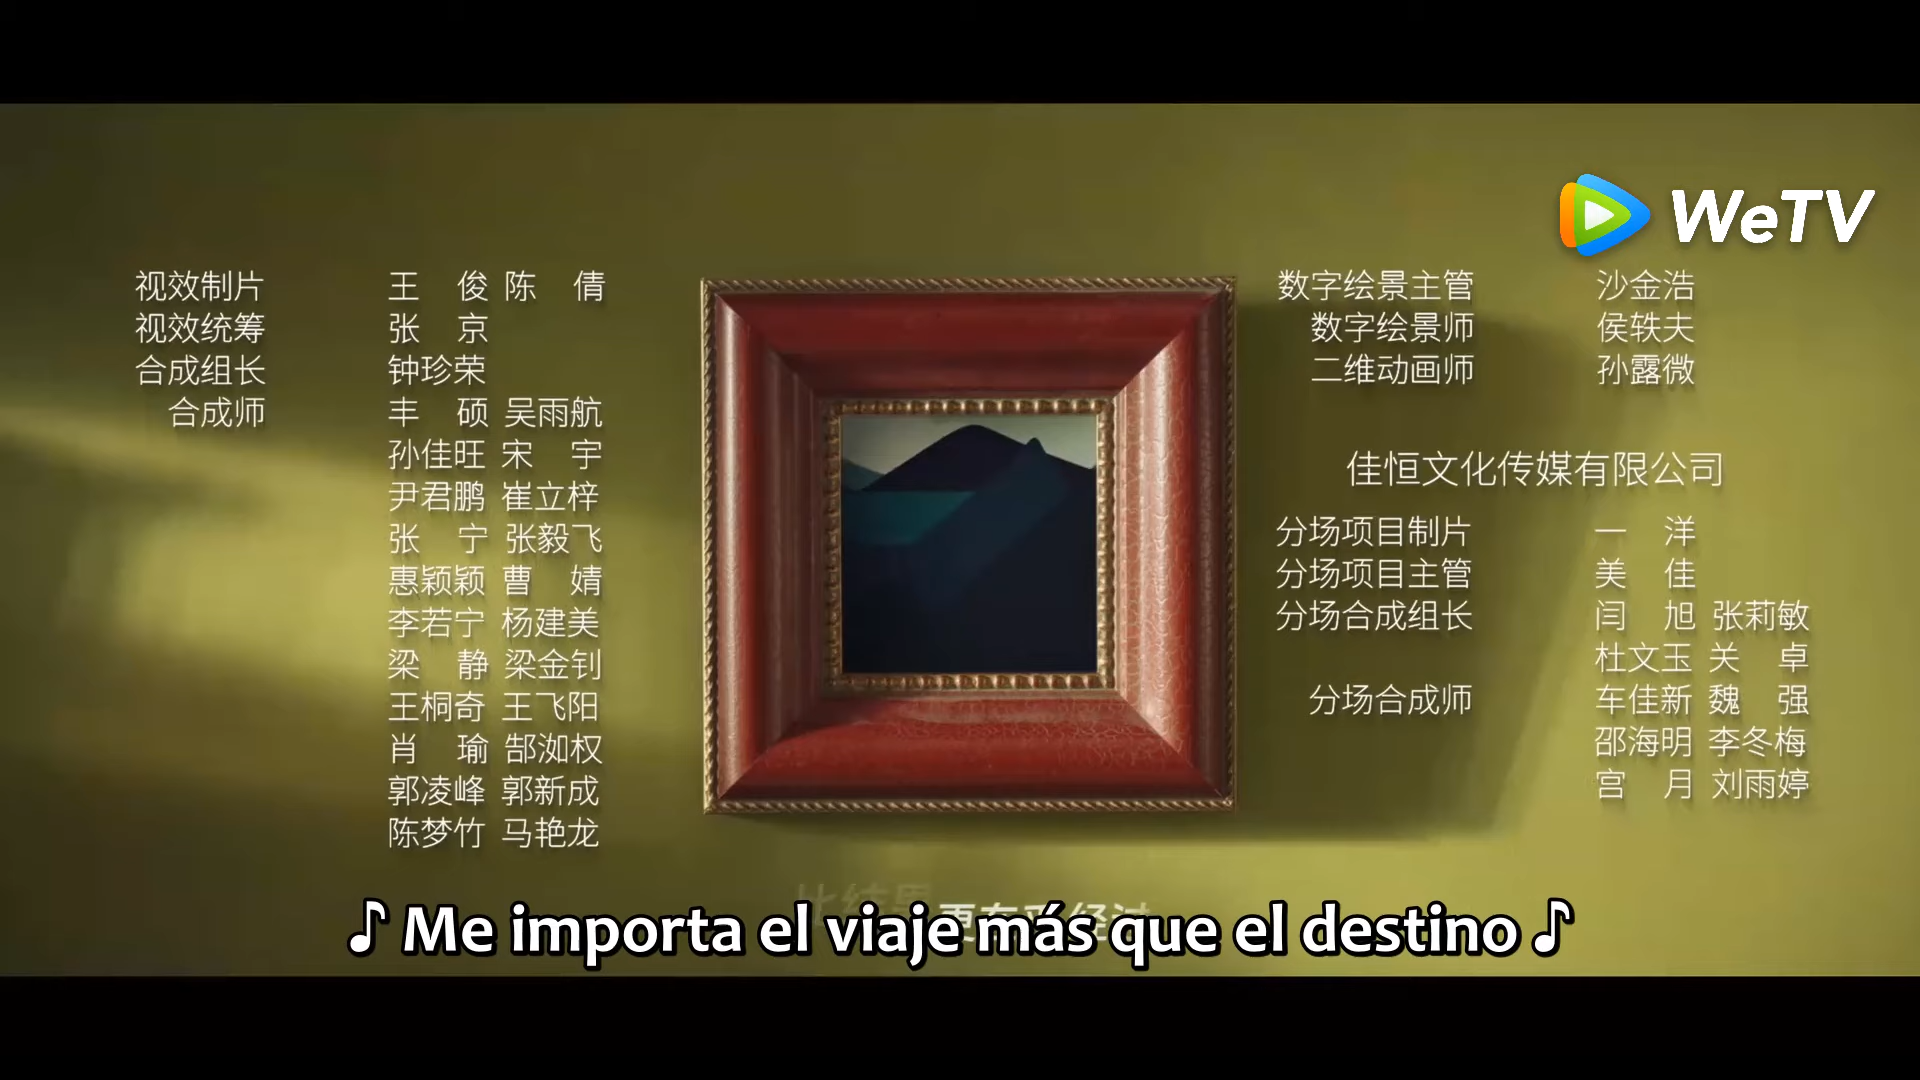 WeTV
视效制片 王 俊 陈 倩
视效统筹 张 京
合成组长 钟珍荣
合成师 丰 硕 吴雨航
孙佳旺 宋 宇
尹君鹏 崔立梓
张 宁 张毅飞
惠颖颖 曹 婧
李若宁 杨建美
梁 静 梁金钊
王桐奇 王飞阳
肖 瑜 郜洳权
郭凌峰 郭新成
陈梦竹 马艳龙
数字绘景主管 沙金浩
数字绘景师 侯轶夫
二维动画师 孙露微
佳恒文化传媒有限公司
分场项目制片 一 洋
分场项目主管 美 佳
分场合成组长 闫 旭 张莉敏
杜文玉 关 卓
分场合成师 车佳新 魏 强
邵海明 李冬梅
宫 月 刘雨婷
♪ Me importa el viaje más que el destino ♪